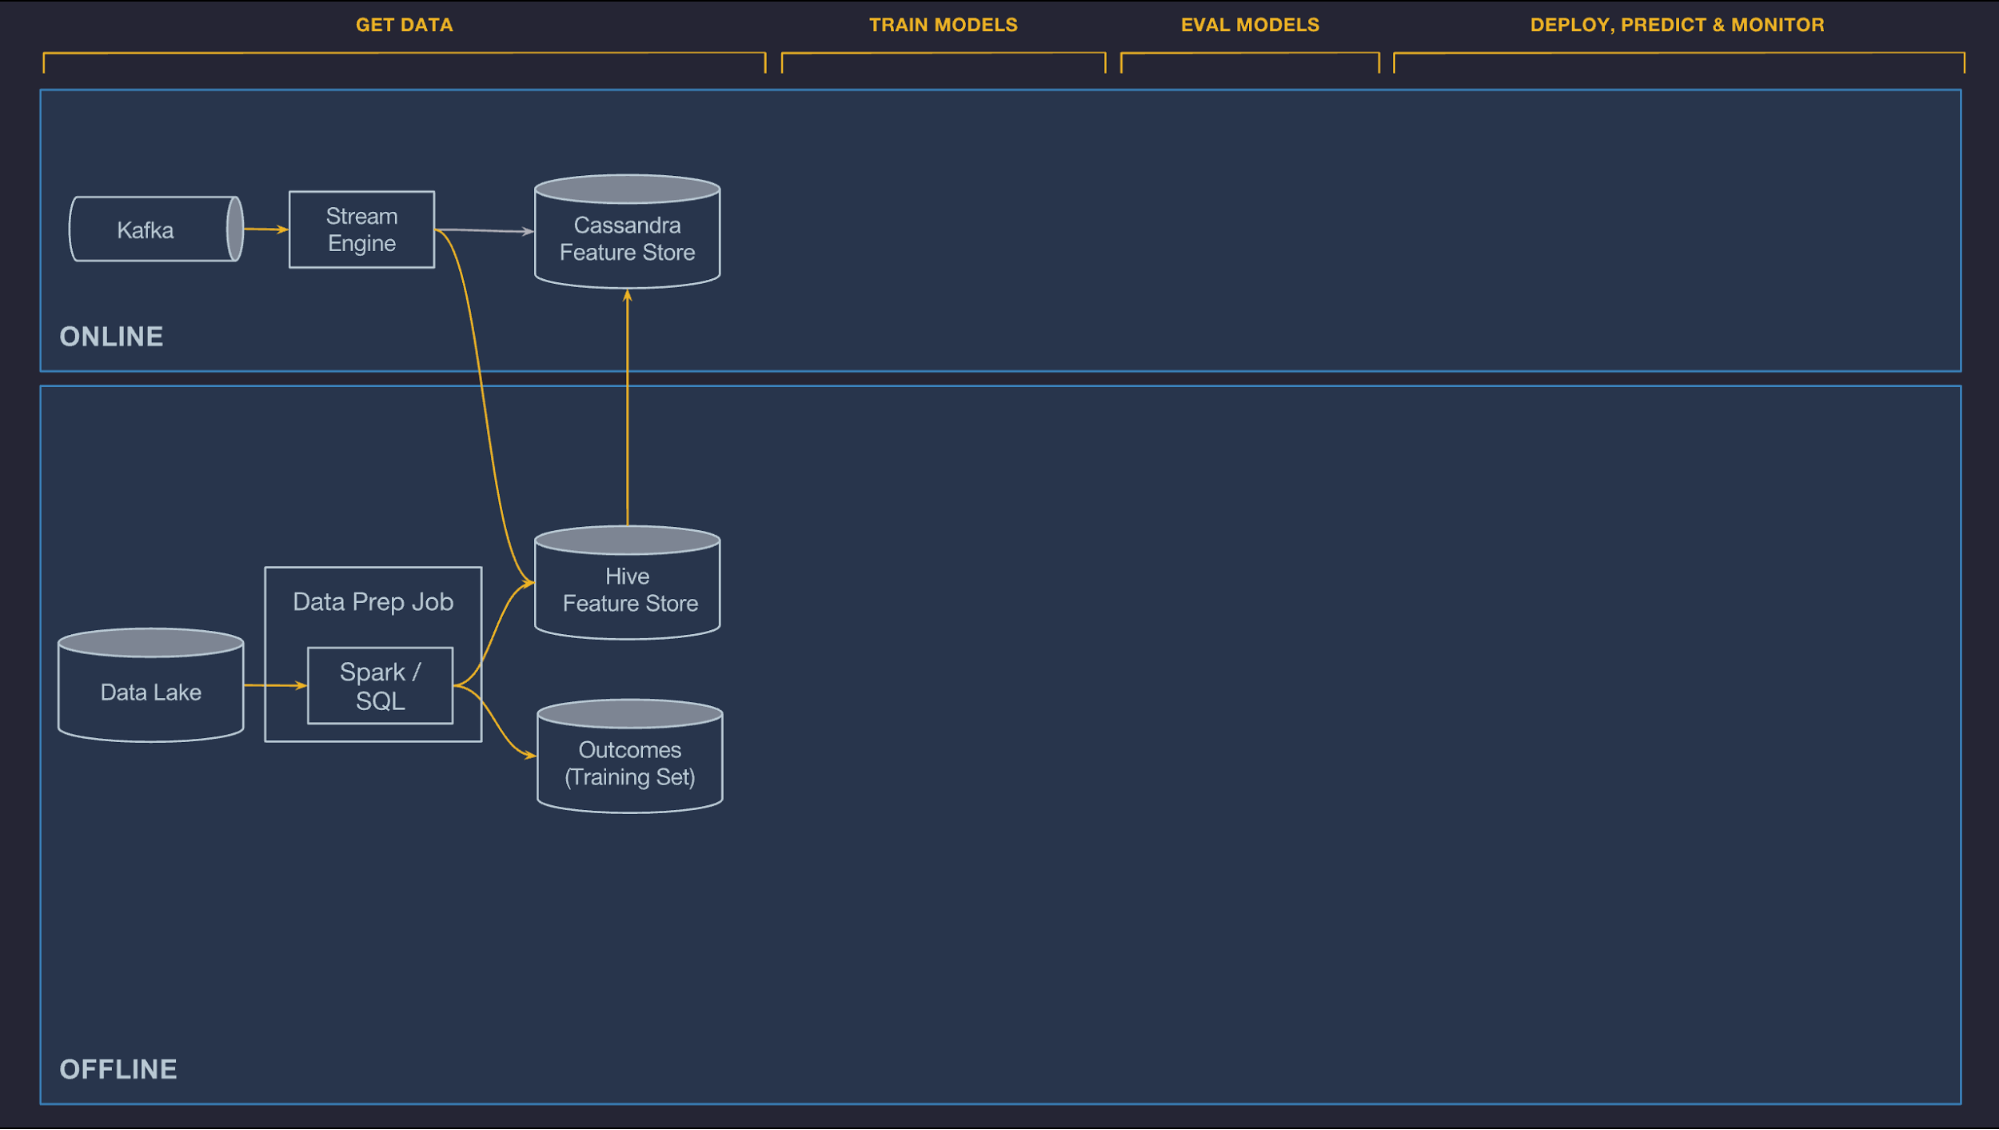 GET DATA
TRAIN MODELS
EVAL MODELS
DEPLOY, PREDICT & MONITOR
Kafka
Stream
Engine
Cassandra
Feature Store
ONLINE
Hive
Feature Store
Data Prep Job
Data Lake
Spark /
SQL
Outcomes
(Training Set)
OFFLINE